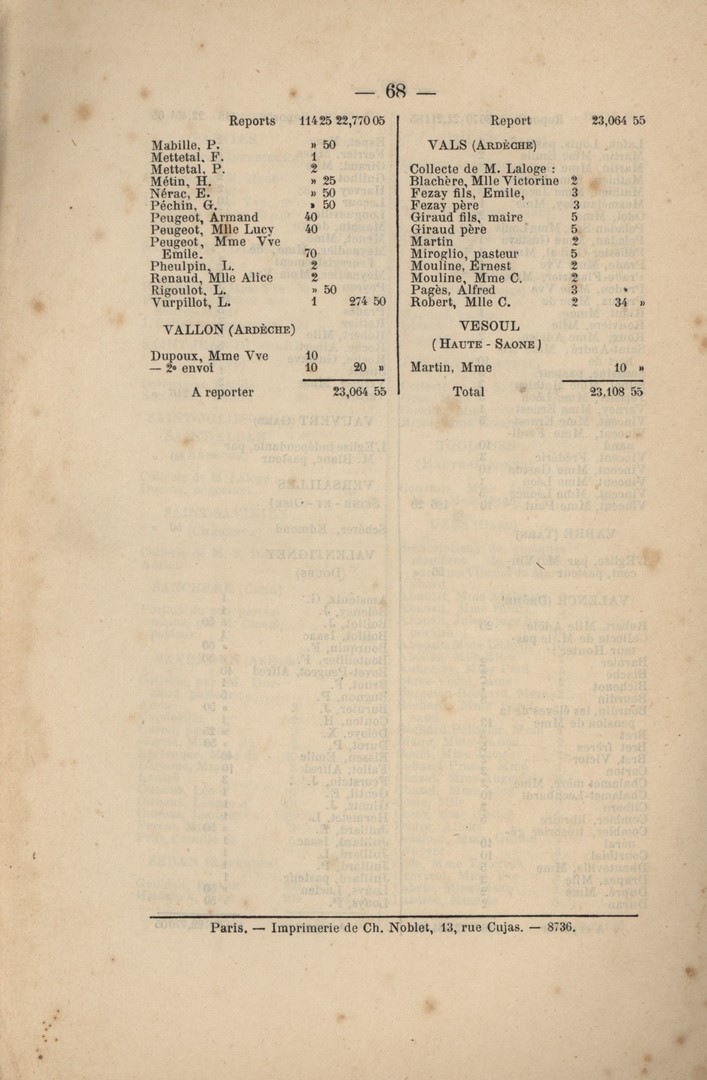 — 68 —
Reports 114 25 22,770 05
Mabille, P. » 50
Mettetal, F. 1
Mettetal, P. 2
Métin, H. » 25
Nérac, E. » 50
Péchin, G. » 50
Peugeot, Armand 40
Peugeot, Mlle Lucy 40
Peugeot, Mme Vve
Emile. 70
Pheulpin, L. 2
Renaud, Mlle Alice 2
Rigoulot, L. » 50
Vurpillot, L. 1 274 50
VALLON (ARDÈCHE)
Dupoux, Mme Vve 10
— 2e envoi 10 20 »
A reporter 23,064 55
Report 23,064 55
VALS (ARDÈCHE)
Collecte de M. Laloge :
Blachère, Mlle Victorine 2
Fezay fils, Emile, 3
Fezay père 3
Giraud fils, maire 5
Giraud père 5
Martin 2
Miroglio, pasteur 5
Mouline, Ernest 2
Mouline, Mme C. 2
Pagès, Alfred 3
Robert, Mlle C. 2 34 »
VESOUL
(HAUTE - SAONE)
Martin, Mme 10 »
Total 23,108 55
Paris. — Imprimerie de Ch. Noblet, 13, rue Cujas. — 8736.